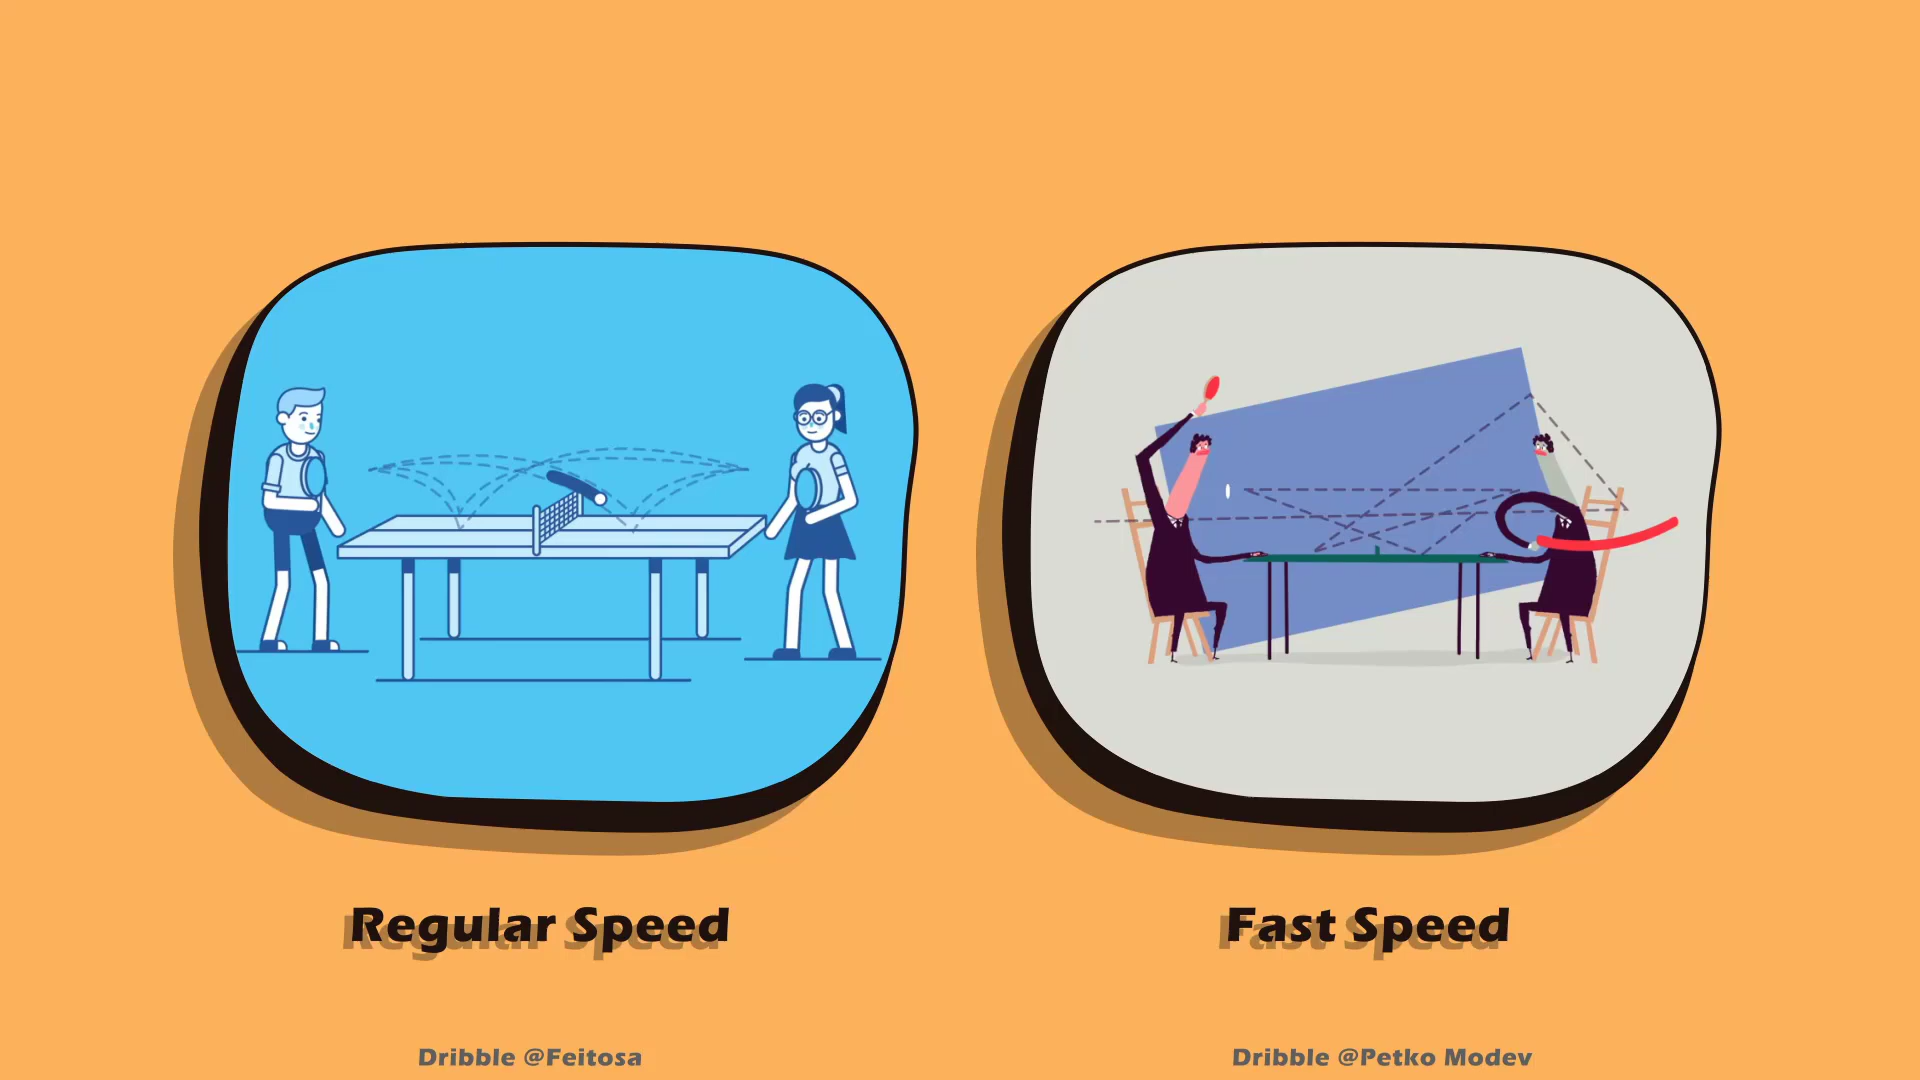 Regular Speed
Fast Speed
Dribble @Feitosa
Dribble @Petko Modev